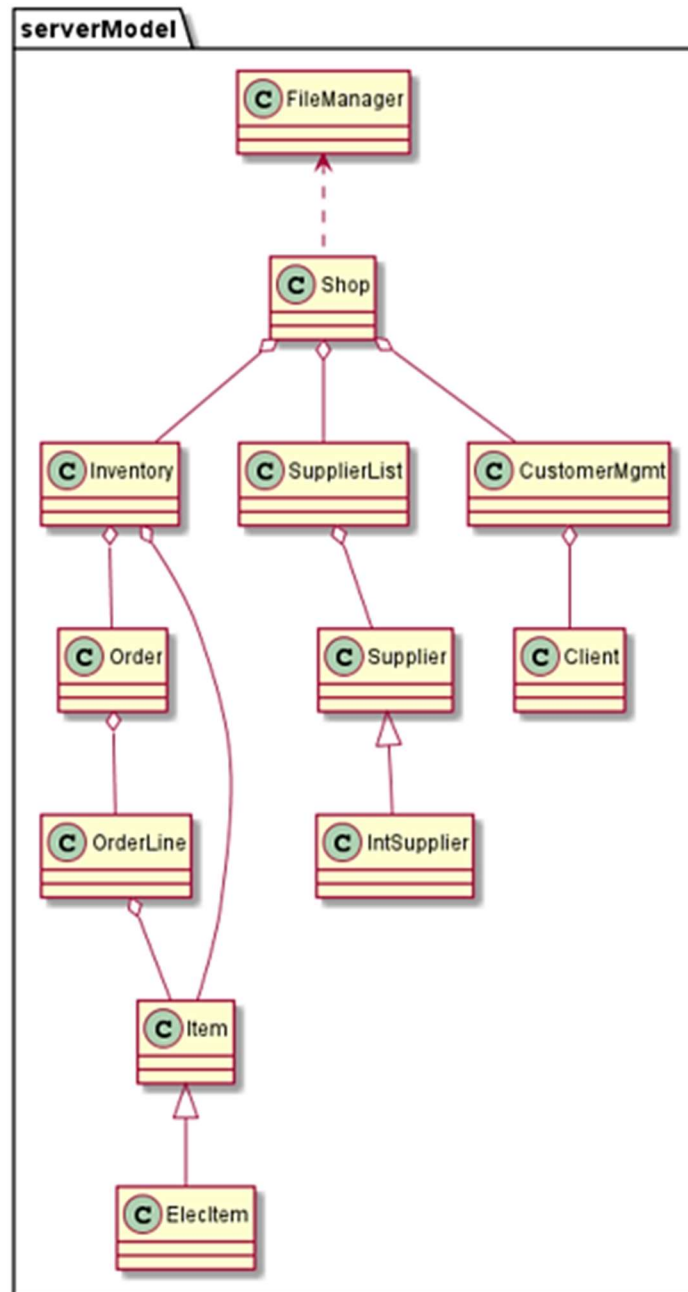 serverModel
C FileManager
C Shop
C Inventory
C SupplierList
C CustomerMgmt
C Order
C Supplier
C Client
C OrderLine
C IntSupplier
C Item
C ElecItem